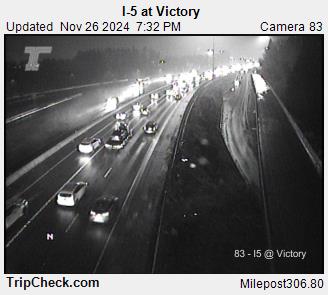 I-5 at Victory
Updated Nov 26 2024 7:32 PM Camera 83
T
N
83 - I5 @ Victory
TripCheck.com Milepost306.80